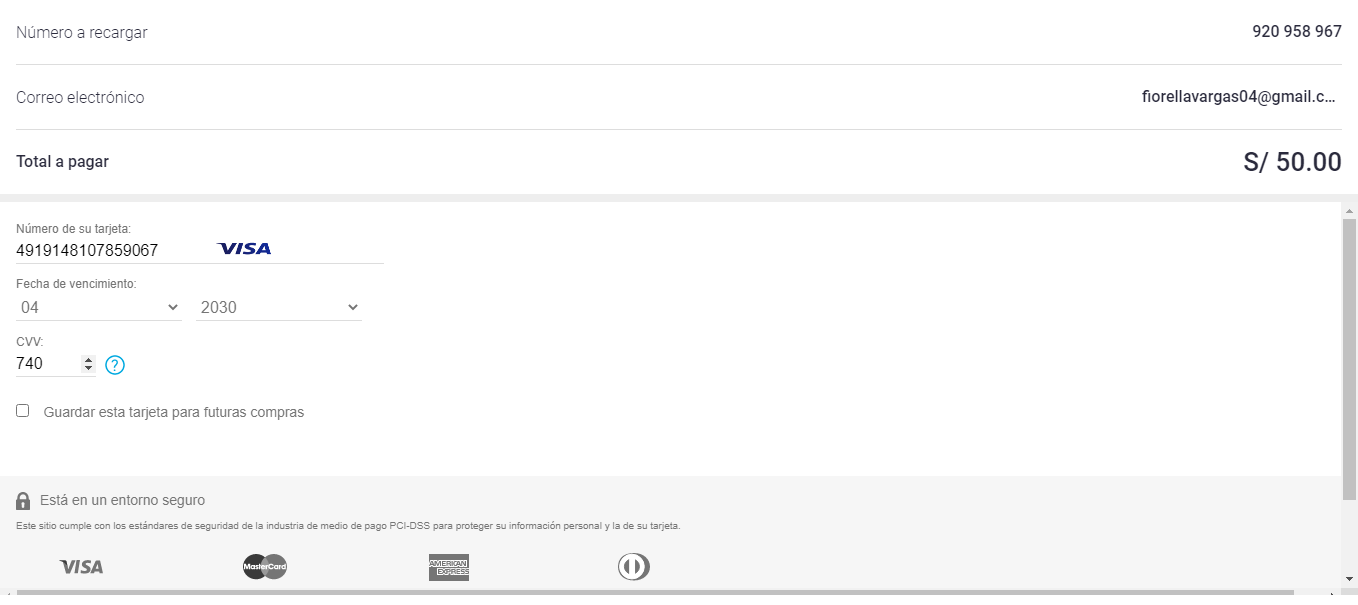 Número a recargar
920 958 967
Correo electrónico
fiorellavargas04@gmail.c...
Total a pagar
S/ 50.00
Número de su tarjeta:
4919148107859067
VISA
Fecha de vencimiento:
04
2030
CVV:
740
?
Guardar esta tarjeta para futuras compras
Está en un entorno seguro
Este sitio cumple con los estándares de seguridad de la industria de medio de pago PCI-DSS para proteger su información personal y la de su tarjeta.
VISA
MasterCard
AMERICAN
EXPRESS